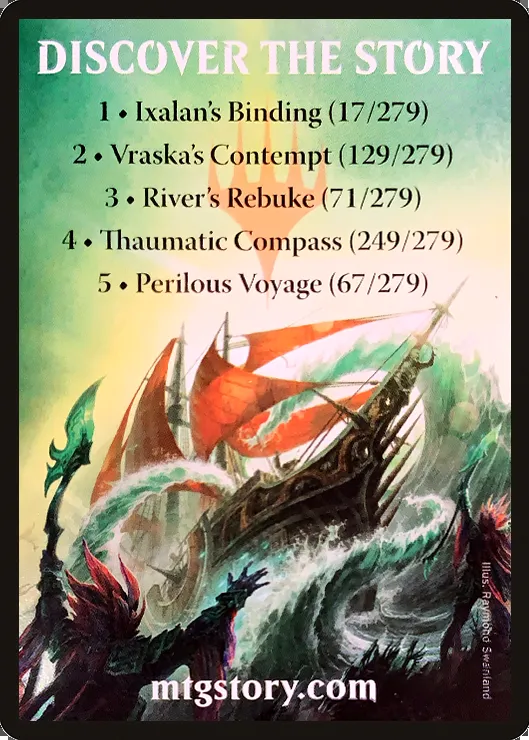 DISCOVER THE STORY
1 • Ixalan's Binding (17/279)
2 • Vraska's Contempt (129/279)
3 • River's Rebuke (71/279)
4 • Thaumatic Compass (249/279)
5 • Perilous Voyage (67/279)
Illus. Raymond Swanland
mtgstory.com